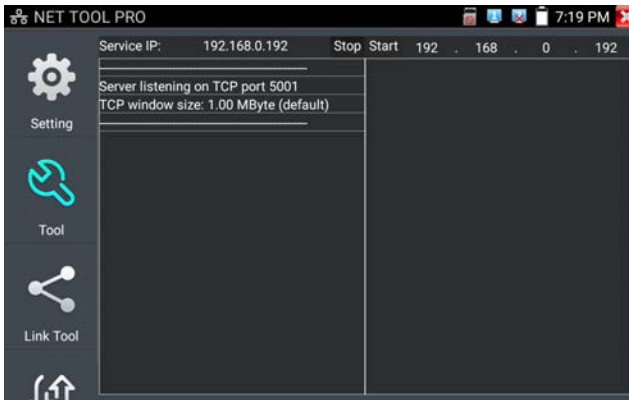 NET TOOL PRO 7:19 PM
Service IP: 192.168.0.192 Stop Start 192 . 168 . 0 . 192
Server listening on TCP port 5001
TCP window size: 1.00 MByte (default)
Setting
Tool
Link Tool